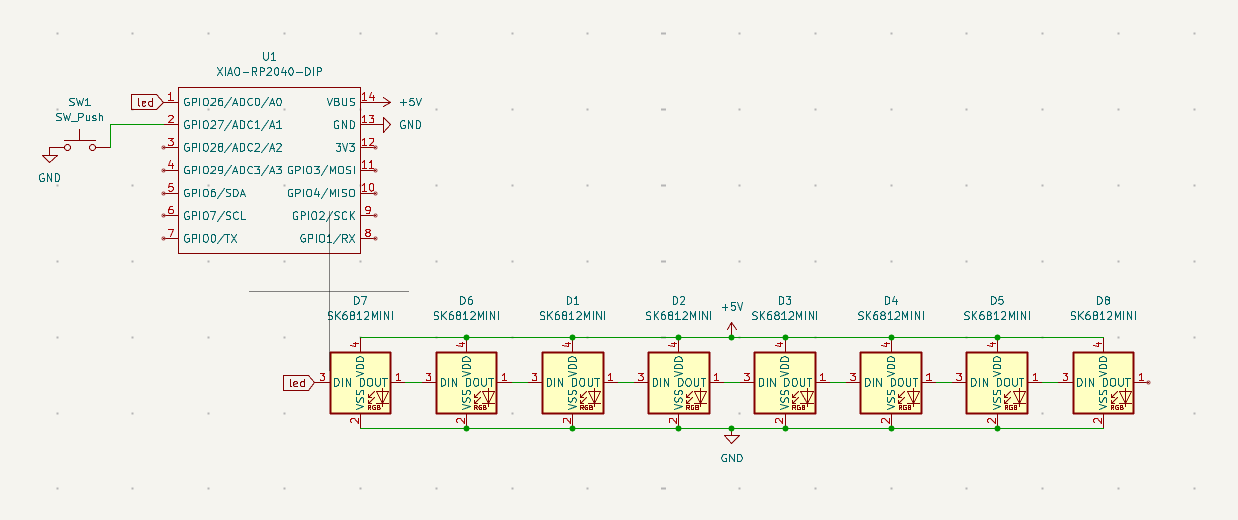 U1
XIAO-RP2040-DIP
SW1
SW_Push
GND
led
1 GPIO26/ADC0/A0 VBUS 14 +5V
2 GPIO27/ADC1/A1 GND 13 GND
3 GPIO28/ADC2/A2 3V3 12
4 GPIO29/ADC3/A3 GPIO3/MOSI 11
5 GPIO6/SDA GPIO4/MISO 10
6 GPIO7/SCL GPIO2/SCK 9
7 GPIO0/TX GPIO1/RX 8
D7 D6 D1 D2 +5V D3 D4 D5 D8
SK6812MINI SK6812MINI SK6812MINI SK6812MINI SK6812MINI SK6812MINI SK6812MINI SK6812MINI
4 4 4 4 4 4 4 4
VDD VDD VDD VDD VDD VDD VDD VDD
led 3 DIN DOUT 1 3 DIN DOUT 1 3 DIN DOUT 1 3 DIN DOUT 1 3 DIN DOUT 1 3 DIN DOUT 1 3 DIN DOUT 1 3 DIN DOUT 1
VSS RGB VSS RGB VSS RGB VSS RGB VSS RGB VSS RGB VSS RGB VSS RGB
2 2 2 2 2 2 2 2
GND